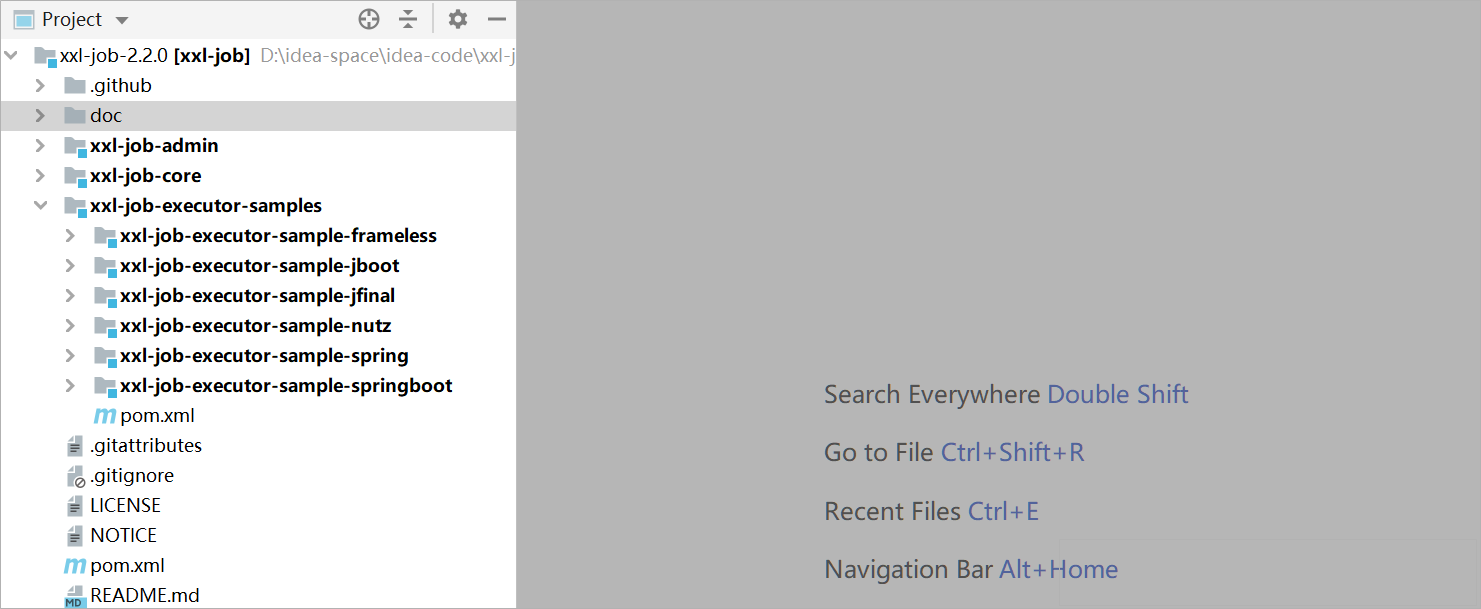 Project
xxl-job-2.2.0 [xxl-job] D:\idea-space\idea-code\xxl-j
.github
doc
xxl-job-admin
xxl-job-core
xxl-job-executor-samples
xxl-job-executor-sample-frameless
xxl-job-executor-sample-jboot
xxl-job-executor-sample-jfinal
xxl-job-executor-sample-nutz
xxl-job-executor-sample-spring
xxl-job-executor-sample-springboot
m pom.xml
.gitattributes
.gitignore
LICENSE
NOTICE
m pom.xml
MD README.md
Search Everywhere Double Shift
Go to File Ctrl+Shift+R
Recent Files Ctrl+E
Navigation Bar Alt+Home